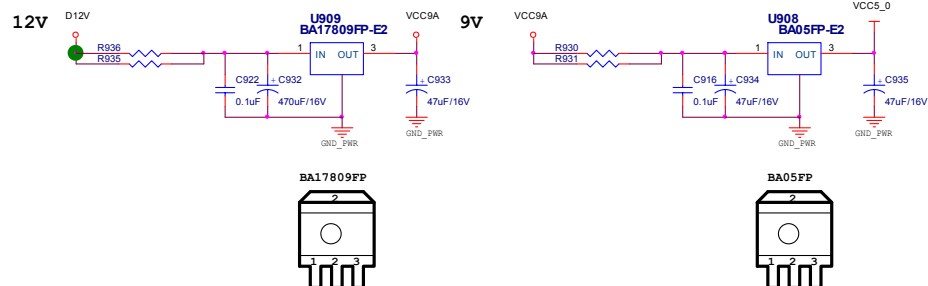 12V
D12V
U909
BA17809FP-E2
VCC9A
R936
R935
1
IN OUT
3
C922
0.1uF
C932
+
470uF/16V
+
C933
47uF/16V
GND_PWR
GND_PWR
9V
VCC9A
U908
BA05FP-E2
VCC5_0
R930
R931
1
IN OUT
3
C916
0.1uF
C934
+
47uF/16V
+
C935
47uF/16V
GND_PWR
GND_PWR
BA17809FP
2
1 2 3
BA05FP
2
1 2 3